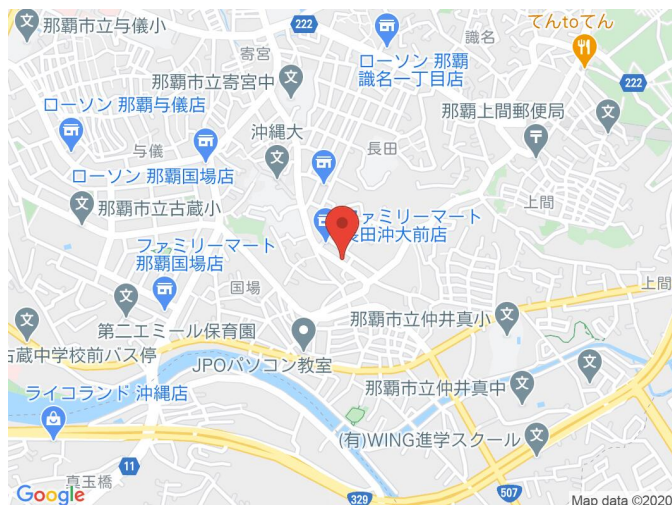 那覇市立与儀小
222
寄宮
識名
てんtoてん
ローソン 那覇
識名一丁目店
222
那覇市立寄宮中
ローソン 那覇与儀店
沖縄大
那覇上間郵便局
与儀
長田
ローソン 那覇国場店
上間
那覇市立古蔵小
ファミリーマート
長田沖大前店
ファミリーマート
那覇国場店
国場
上間
第二エミール保育園
那覇市立仲井真小
古蔵中学校前バス停
JPOパソコン教室
ライコランド 沖縄店
那覇市立仲井真中
(有)WING進学スクール
11
真玉橋
507
329
Google
Map data ©2020